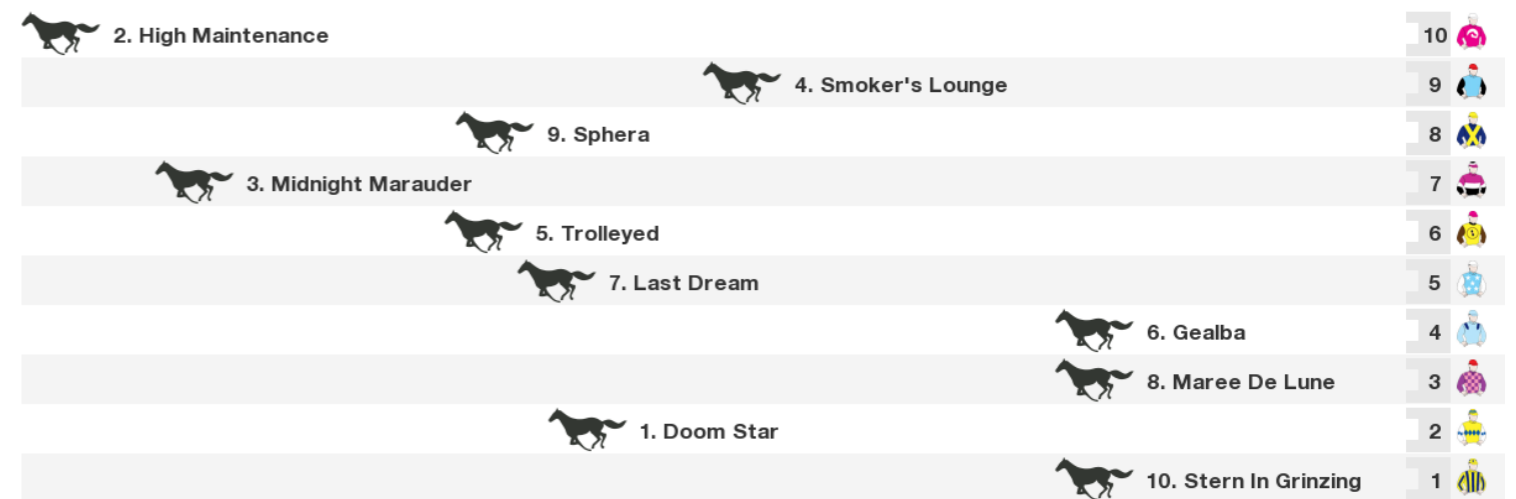 2. High Maintenance 10
4. Smoker's Lounge 9
9. Sphera 8
3. Midnight Marauder 7
5. Trolleyed 6
7. Last Dream 5
6. Gealba 4
8. Maree De Lune 3
1. Doom Star 2
10. Stern In Grinzing 1